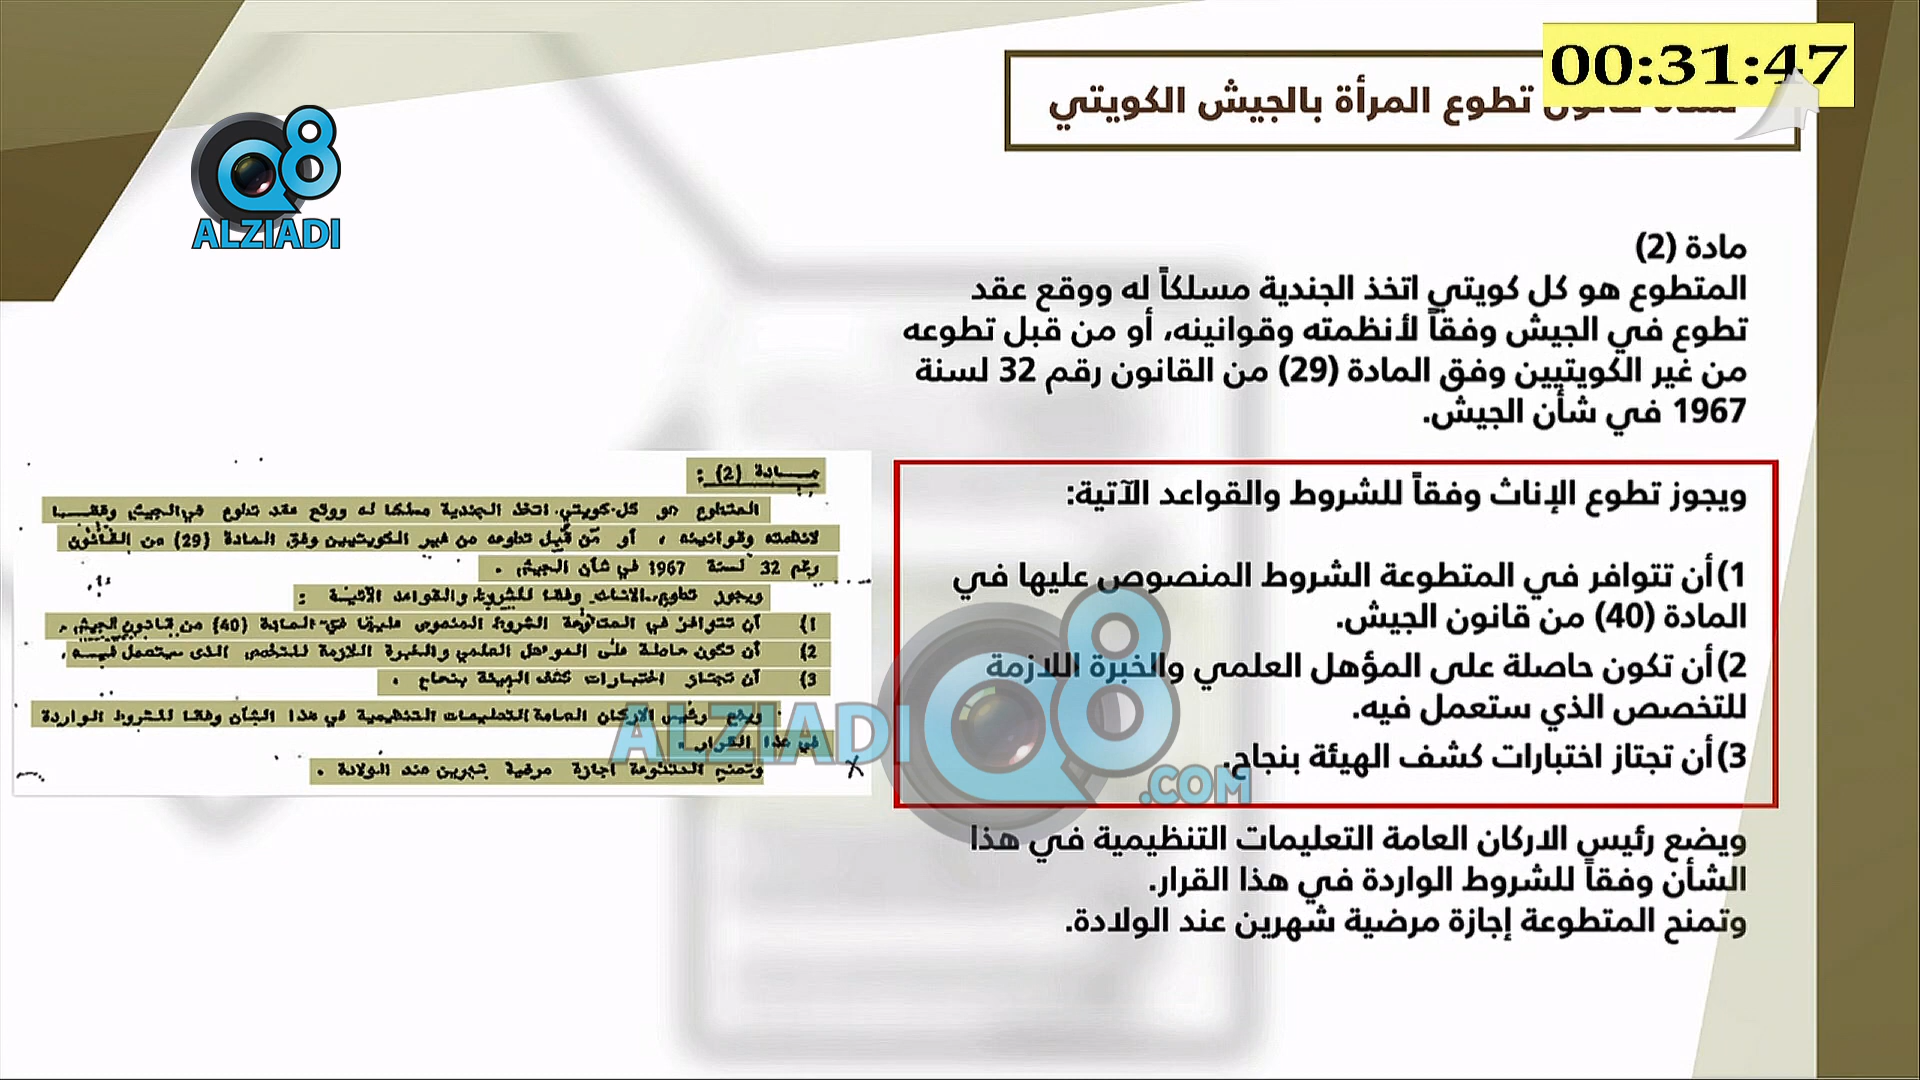 00:31:47
تطوع المرأة بالجيش الكويتي
Q8
ALZIADI
مادة (2)
المتطوع هو كل كويتي اتخذ الجندية مسلكاً له ووقع عقد
تطوع في الجيش وفقاً لأنظمته وقوانينه، أو من قبل تطوعه
من غير الكويتيين وفق المادة (29) من القانون رقم 32 لسنة
1967 في شأن الجيش.
ويجوز تطوع الإناث وفقاً للشروط والقواعد الآتية:
1) أن تتوافر في المتطوعة الشروط المنصوص عليها في
المادة (40) من قانون الجيش.
2) أن تكون حاصلة على المؤهل العلمي والخبرة اللازمة
للتخصص الذي ستعمل فيه.
3) أن تجتاز اختبارات كشف الهيئة بنجاح.
ويضع رئيس الاركان العامة التعليمات التنظيمية في هذا
الشأن وفقاً للشروط الواردة في هذا القرار.
وتمنح المتطوعة إجازة مرضية شهرين عند الولادة.
مادة (2) :
المتطوع هو كل كويتي اتخذ الجندية مسلكا له ووقع عقد تطوع في الجيش وفقا
لانظمته وقوانينه ، أو من قبل تطوعه من غير الكويتيين وفق المادة (29) من القانون
رقم 32 لسنة 1967 في شأن الجيش .
ويجوز تطوع الاناث وفقا للشروط والقواعد الآتية :
1) أن تتوافر في المتطوعة الشروط المنصوص عليها في المادة (40) من قانون الجيش .
2) أن تكون حاصلة على المؤهل العلمي والخبرة اللازمة للتخصص الذى ستعمل فيه .
3) أن تجتاز اختبارات كشف الهيئة بنجاح .
ويضع رئيس الاركان العامة التعليمات التنظيمية في هذا الشأن وفقا للشروط الواردة
في هذا القرار .
وتمنح المتطوعة اجازة مرضية شهرين عند الولادة .
ALZIADI Q8 .COM